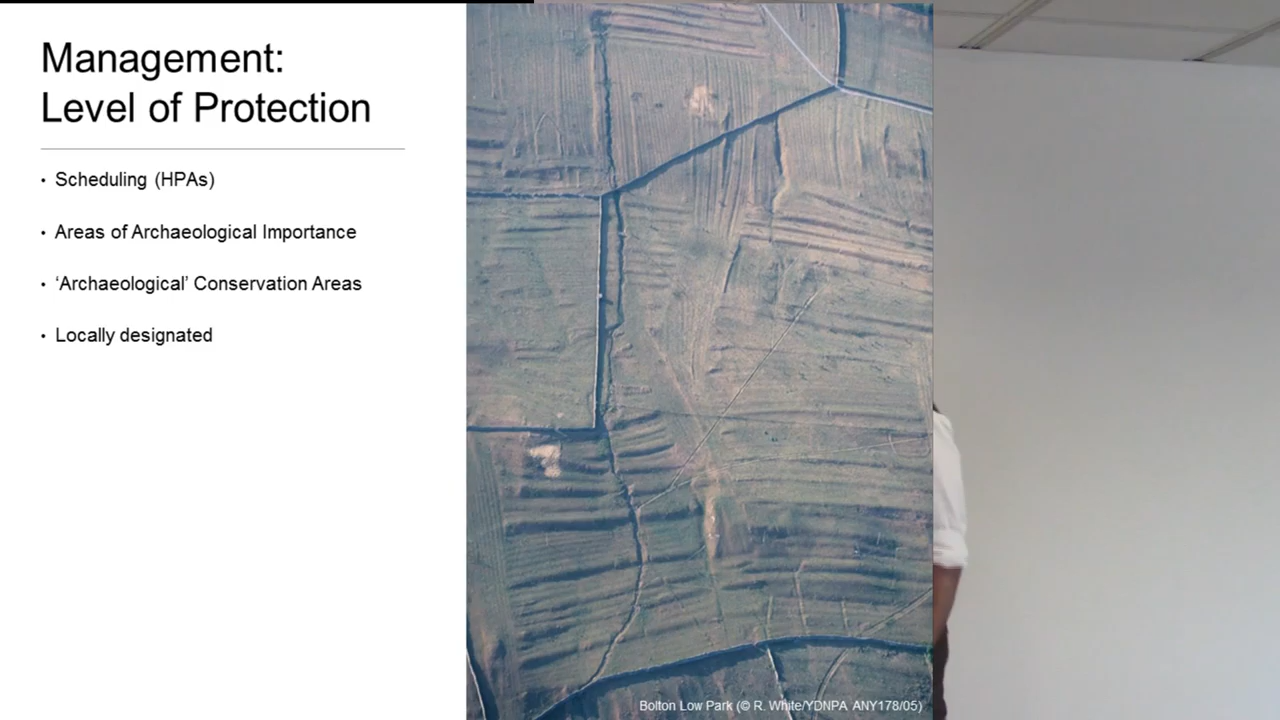 Management:
Level of Protection
• Scheduling (HPAs)
• Areas of Archaeological Importance
• ‘Archaeological’ Conservation Areas
• Locally designated
Bolton Low Park (© R. White/YDNPA ANY178/05)